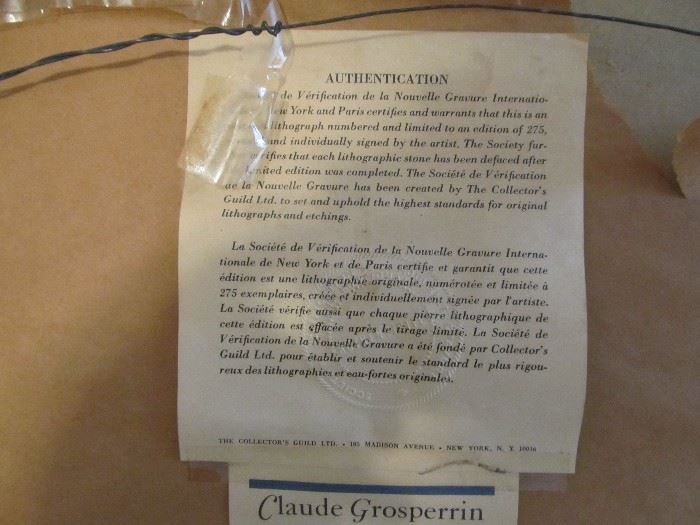 AUTHENTICATION
de Vérification de la Nouvelle Gravure Internatio-
York and Paris certifies and warrants that this is an
lithograph numbered and limited to an edition of 275,
and individually signed by the artist. The Society fur-
that each lithographic stone has been defaced after
edition was completed. The Société de Vérification
de la Nouvelle Gravure has been created by The Collector's
Guild Ltd. to set and uphold the highest standards for original
lithographs and etchings.
La Société de Vérification de la Nouvelle Gravure Interna-
tionale de New York et de Paris certifie et garantit que cette
édition est une lithographie originale, numérotée et limitée à
275 exemplaires, créée et individuellement signée par l'artiste.
La Société vérifie aussi que chaque pierre lithographique de
cette édition est effacée après le tirage limité. La Société de
Vérification de la Nouvelle Gravure a été fondé par Collector's
Guild Ltd. pour établir et soutenir le standard le plus rigou-
reux des lithographies et eau-fortes originales.
THE COLLECTOR'S GUILD LTD. • 185 MADISON AVENUE • NEW YORK, N. Y. 10016
Claude Grosperrin